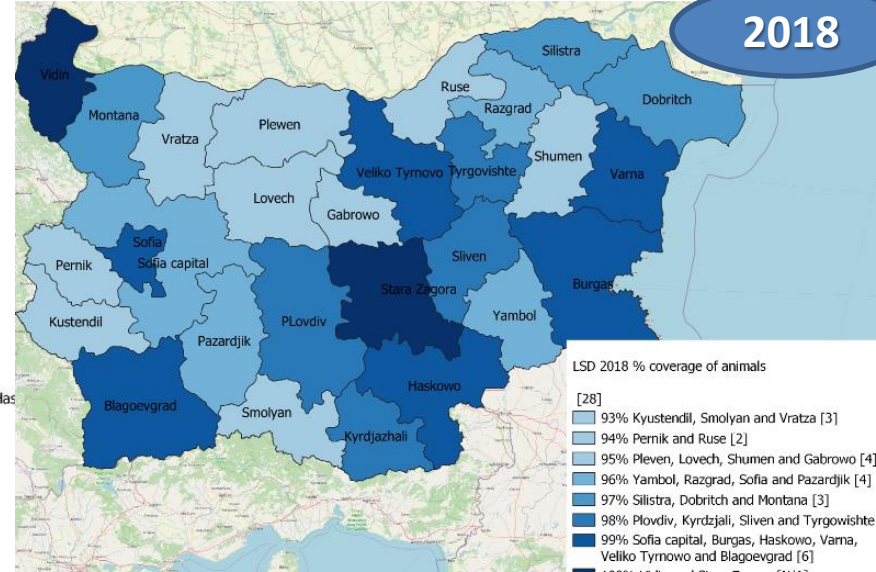 2018
Vidin
Silistra
Ruse
Dobritch
Montana
Razgrad
Plewen
Vratza
Shumen
Veliko Tyrnovo
Tyrgovishte
Varna
Lovech
Gabrowo
Sofia
Sliven
Pernik
Sofia capital
Stara Zagora
Burgas
Kustendil
PLovdiv
Yambol
Pazardjik
Haskowo
Blagoevgrad
Smolyan
Kyrdjazhali
LSD 2018 % coverage of animals
[28]
93% Kyustendil, Smolyan and Vratza [3]
94% Pernik and Ruse [2]
95% Pleven, Lovech, Shumen and Gabrowo [4]
96% Yambol, Razgrad, Sofia and Pazardjik [4]
97% Silistra, Dobritch and Montana [3]
98% Plovdiv, Kyrdzjali, Sliven and Tyrgowishte
99% Sofia capital, Burgas, Haskowo, Varna,
Veliko Tyrnowo and Blagoevgrad [6]